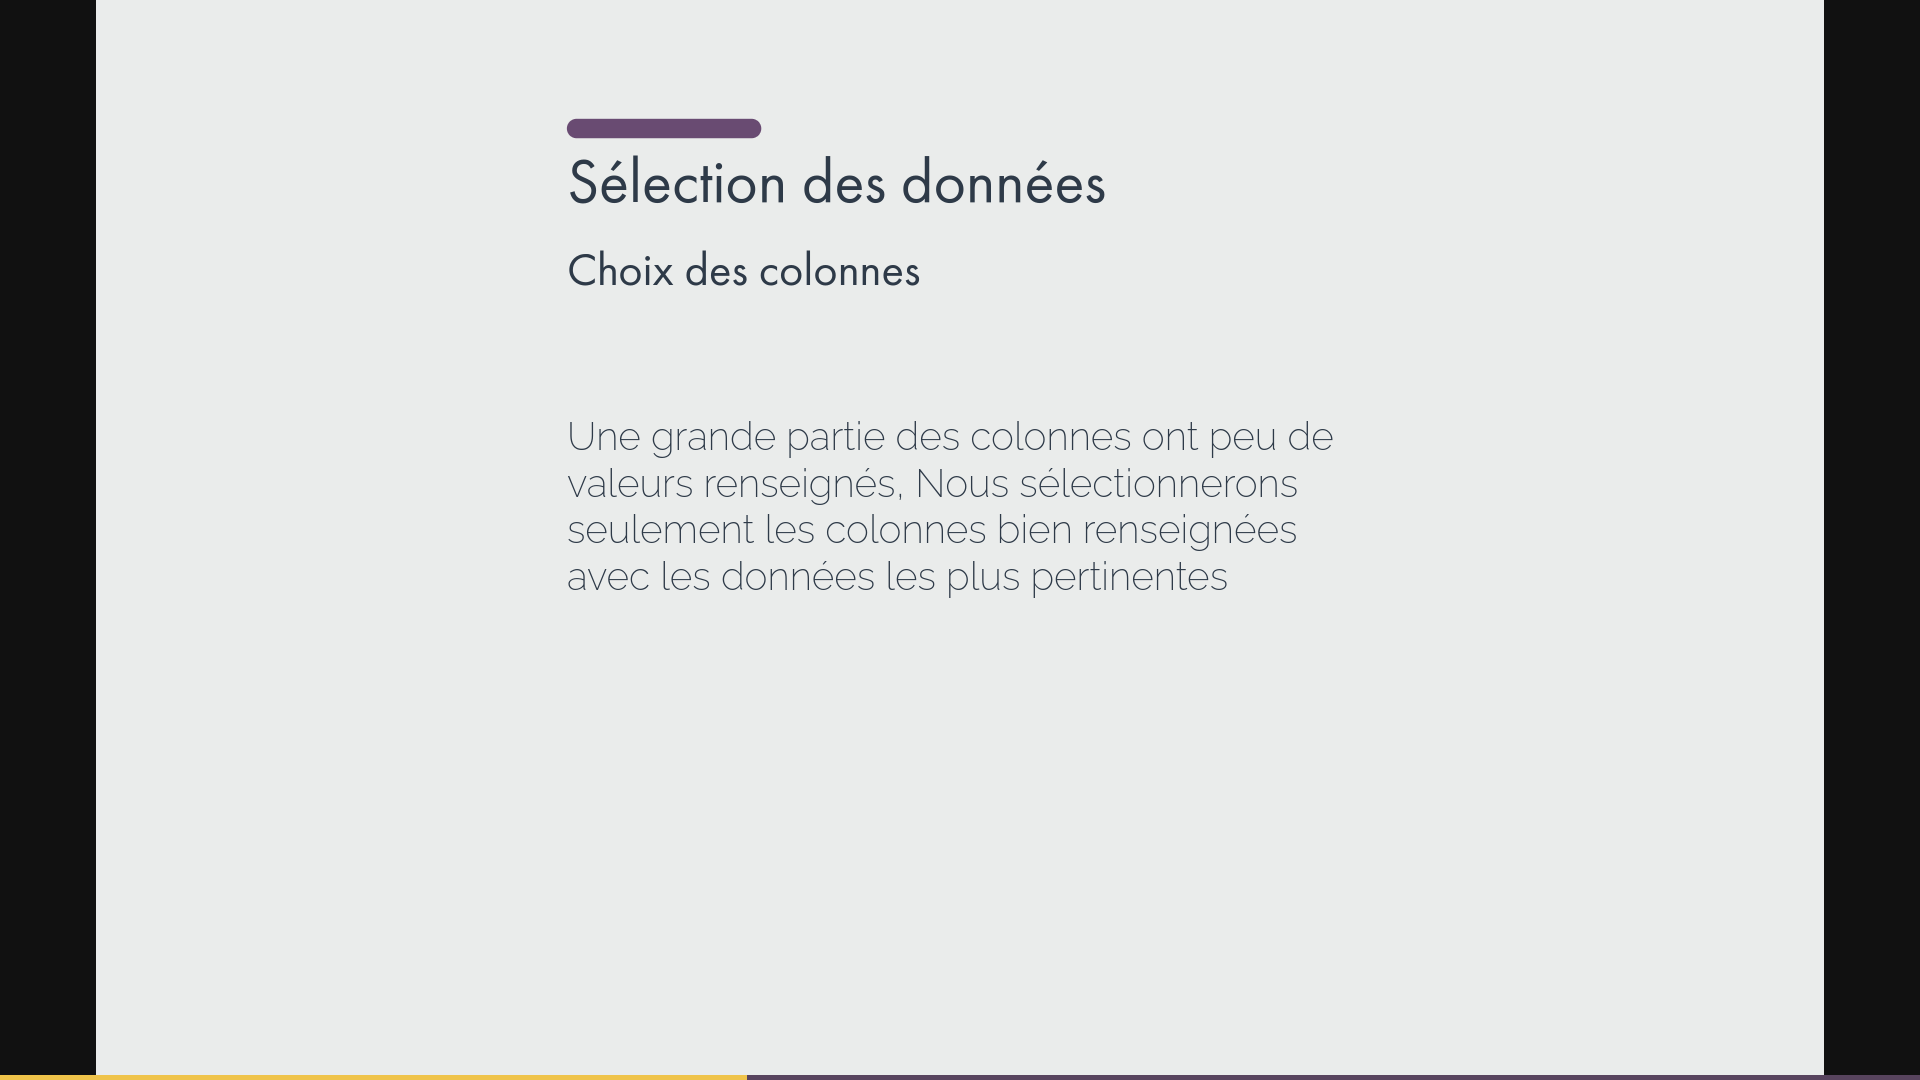 Sélection des données
Choix des colonnes
Une grande partie des colonnes ont peu de
valeurs renseignés, Nous sélectionnerons
seulement les colonnes bien renseignées
avec les données les plus pertinentes